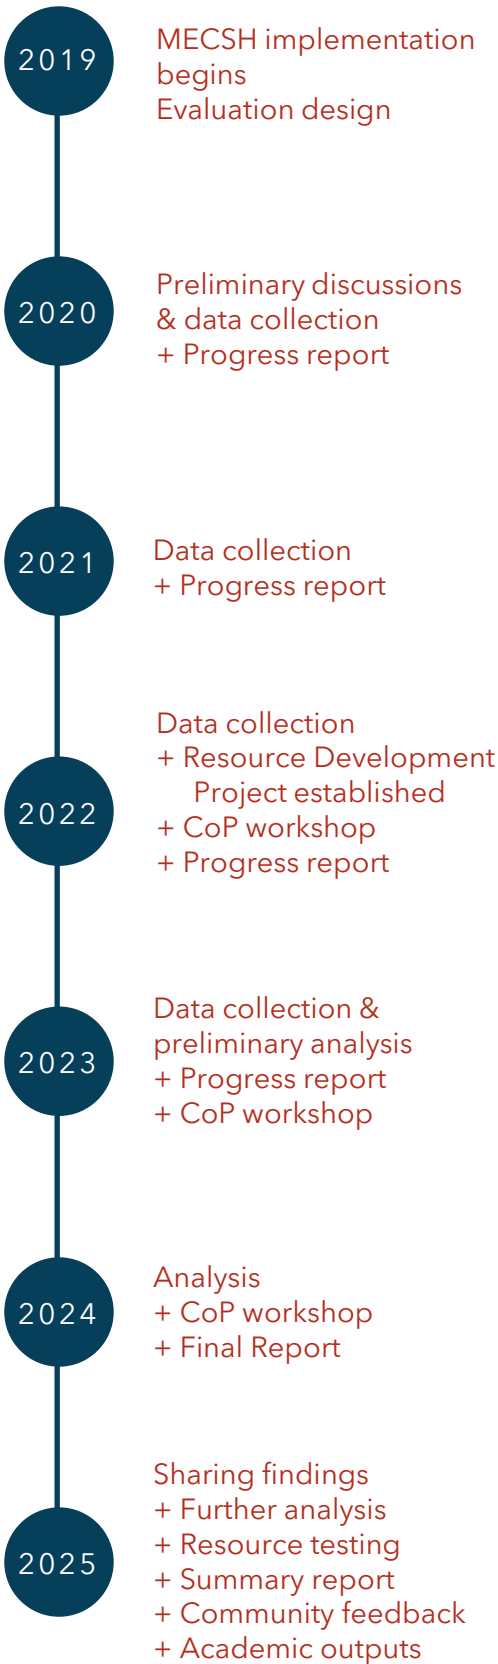 2019
MECSH implementation
begins
Evaluation design
2020
Preliminary discussions
& data collection
+ Progress report
2021
Data collection
+ Progress report
2022
Data collection
+ Resource Development
Project established
+ CoP workshop
+ Progress report
2023
Data collection &
preliminary analysis
+ Progress report
+ CoP workshop
2024
Analysis
+ CoP workshop
+ Final Report
2025
Sharing findings
+ Further analysis
+ Resource testing
+ Summary report
+ Community feedback
+ Academic outputs